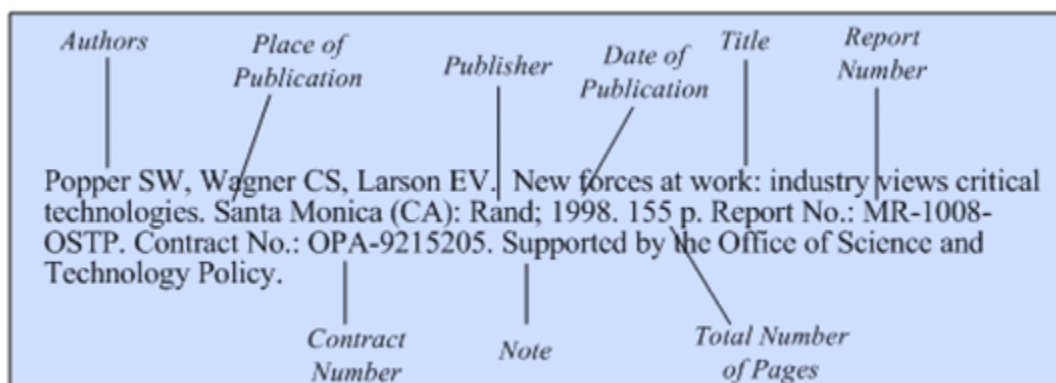 Authors
Place of
Publication
Publisher
Date of
Publication
Title
Report
Number
Popper SW, Wagner CS, Larson EV.  New forces at work: industry views critical
technologies. Santa Monica (CA): Rand; 1998. 155 p. Report No.: MR-1008-
OSTP. Contract No.: OPA-9215205. Supported by the Office of Science and
Technology Policy.
Contract
Number
Note
Total Number
of Pages